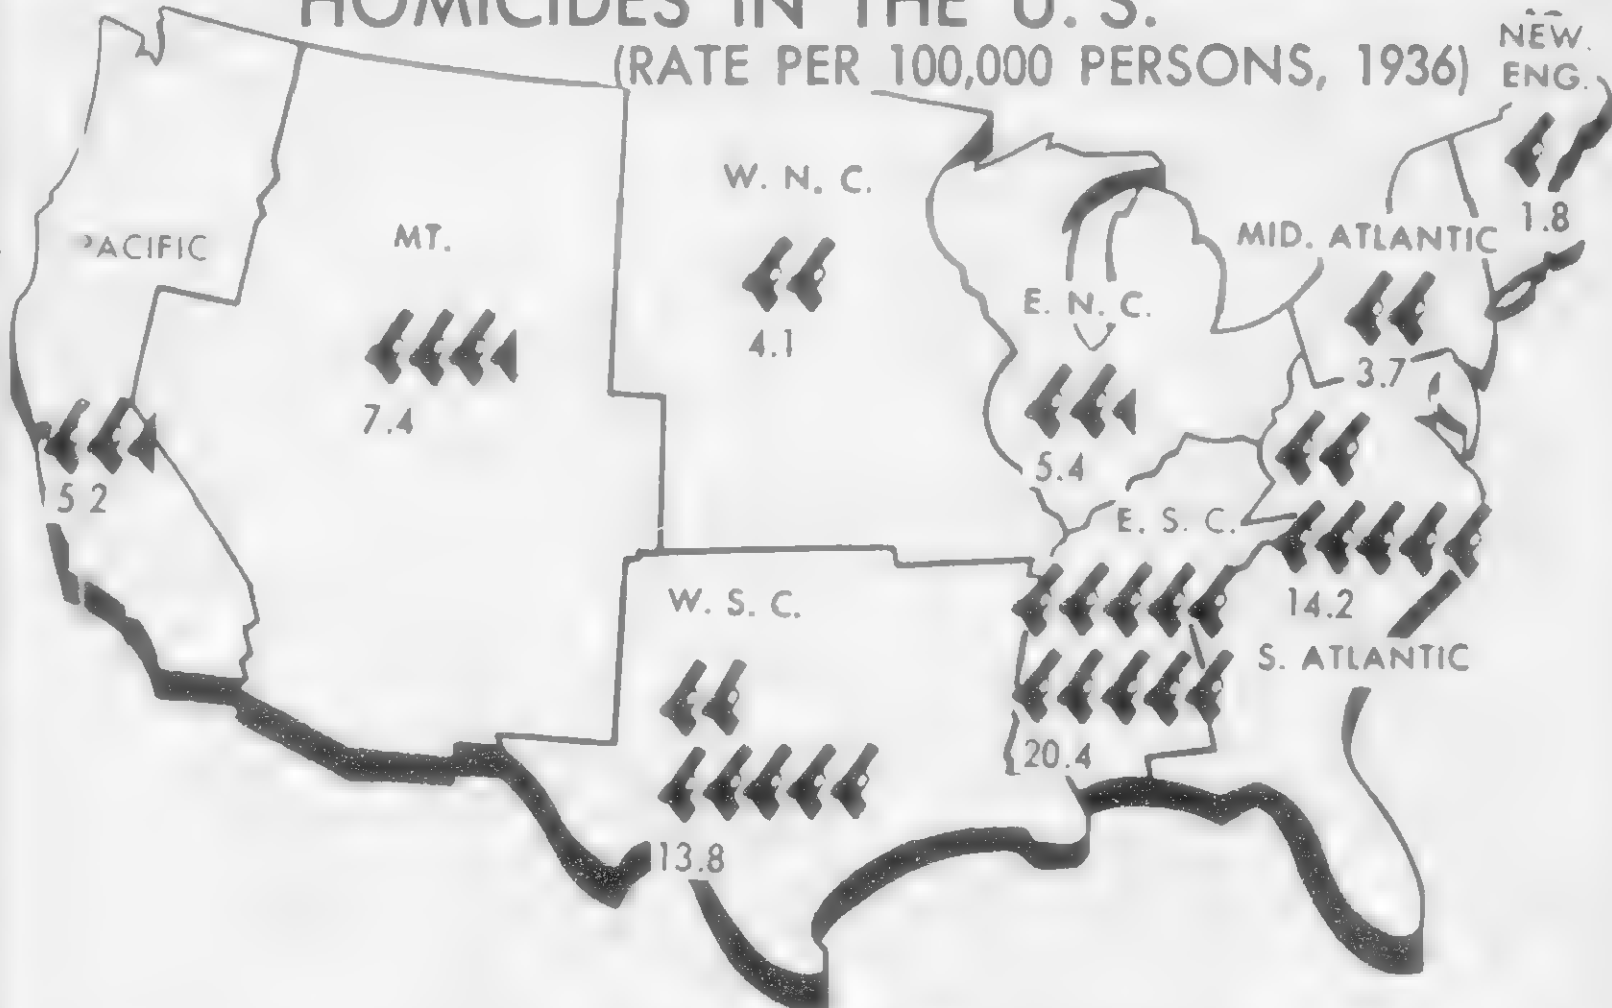 HOMICIDES IN THE U.S.
(RATE PER 100,000 PERSONS, 1936)
NEW.
ENG.
1.8
W. N. C.
4.1
MT.
7.4
PACIFIC
5 2
MID. ATLANTIC
3.7
E. N. C.
5.4
E. S. C.
20.4
14.2
S. ATLANTIC
W. S. C.
13.8